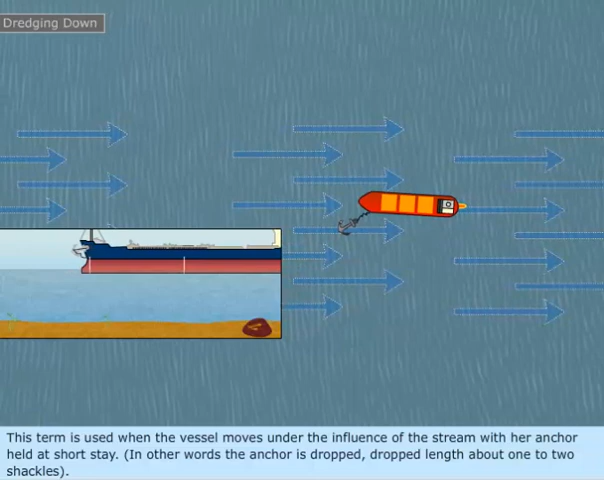 Dredging Down
This term is used when the vessel moves under the influence of the stream with her anchor
held at short stay. (In other words the anchor is dropped, dropped length about one to two
shackles).